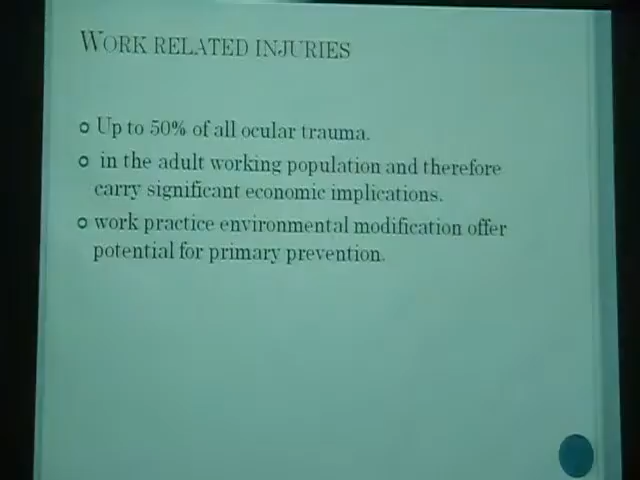 WORK RELATED INJURIES
Up to 50% of all ocular trauma.
in the adult working population and therefore
carry significant economic implications.
work practice environmental modification offer
potential for primary prevention.